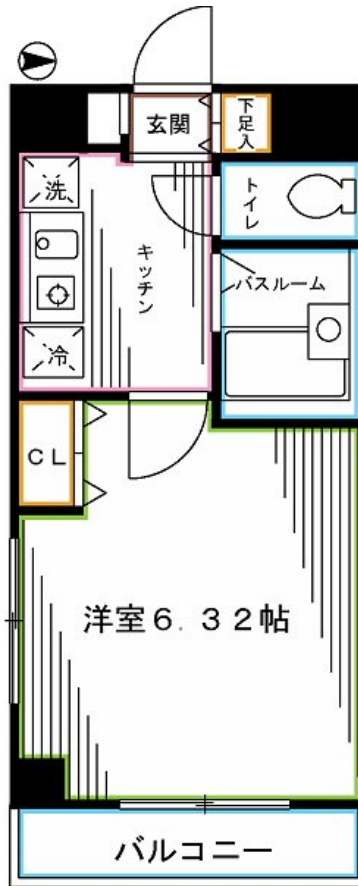 玄関
下足入
洗
トイレ
キッチン
バスルーム
冷
CL
洋室6.32帖
バルコニー